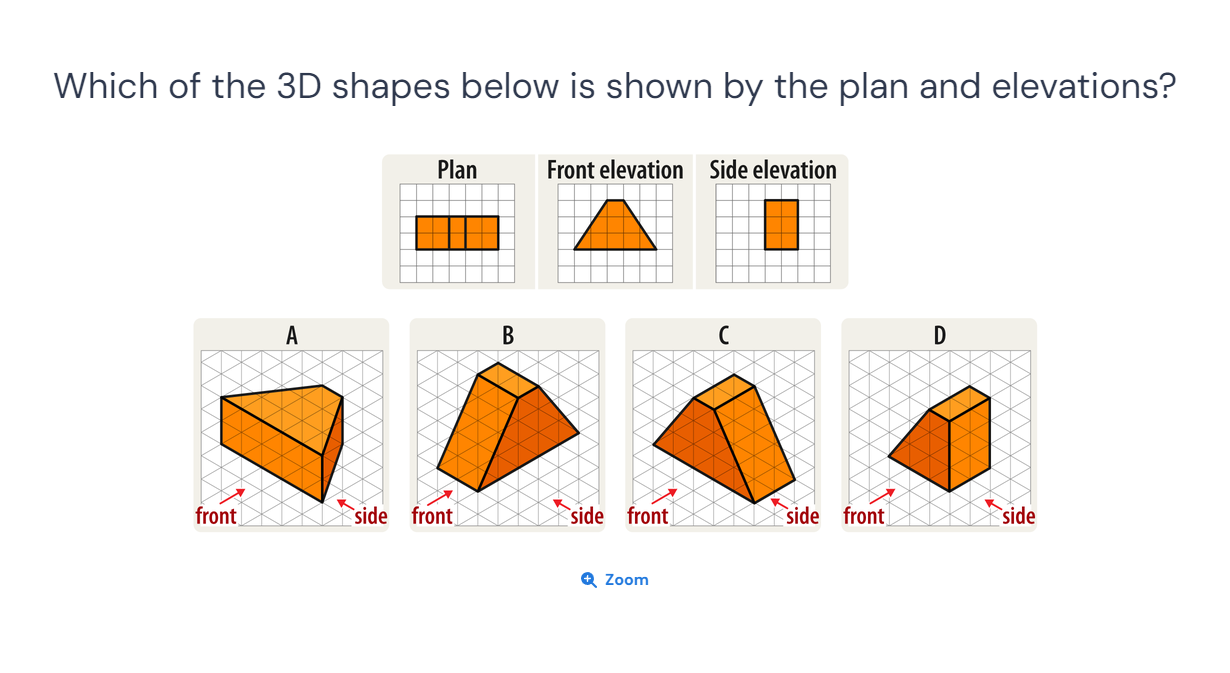 Which of the 3D shapes below is shown by the plan and elevations?
Plan
Front elevation
Side elevation
A
B
C
D
front
side
front
side
front
side
front
side
Zoom